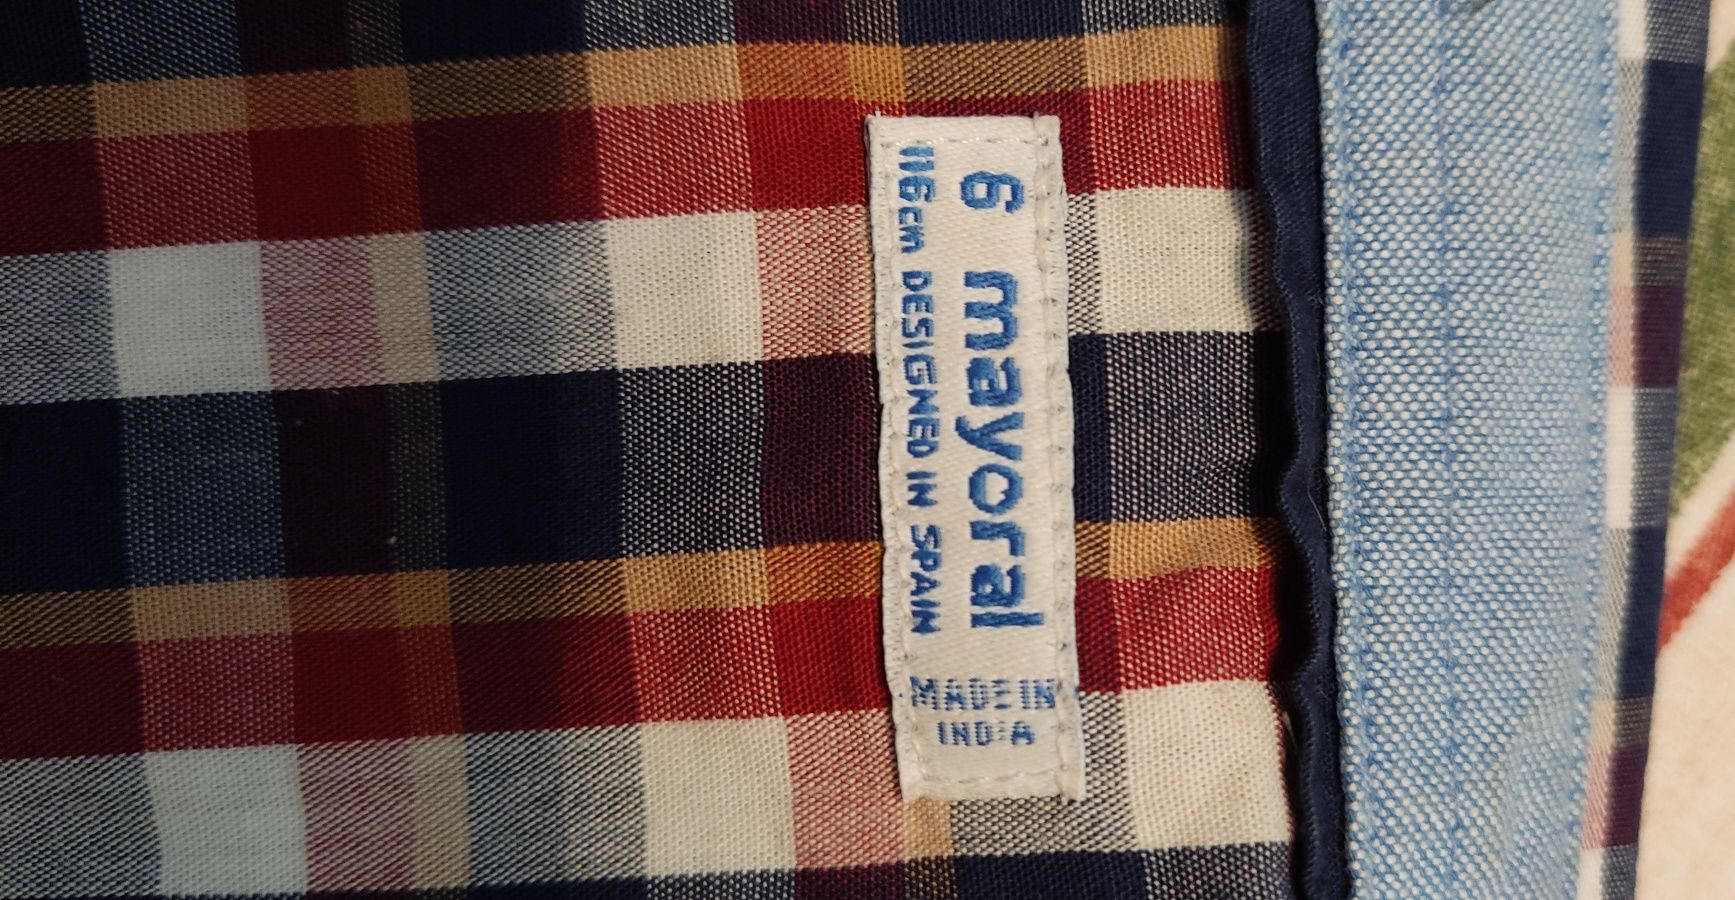 6 mayoral
116cm DESIGNED IN SPAIN
MADE IN
INDIA